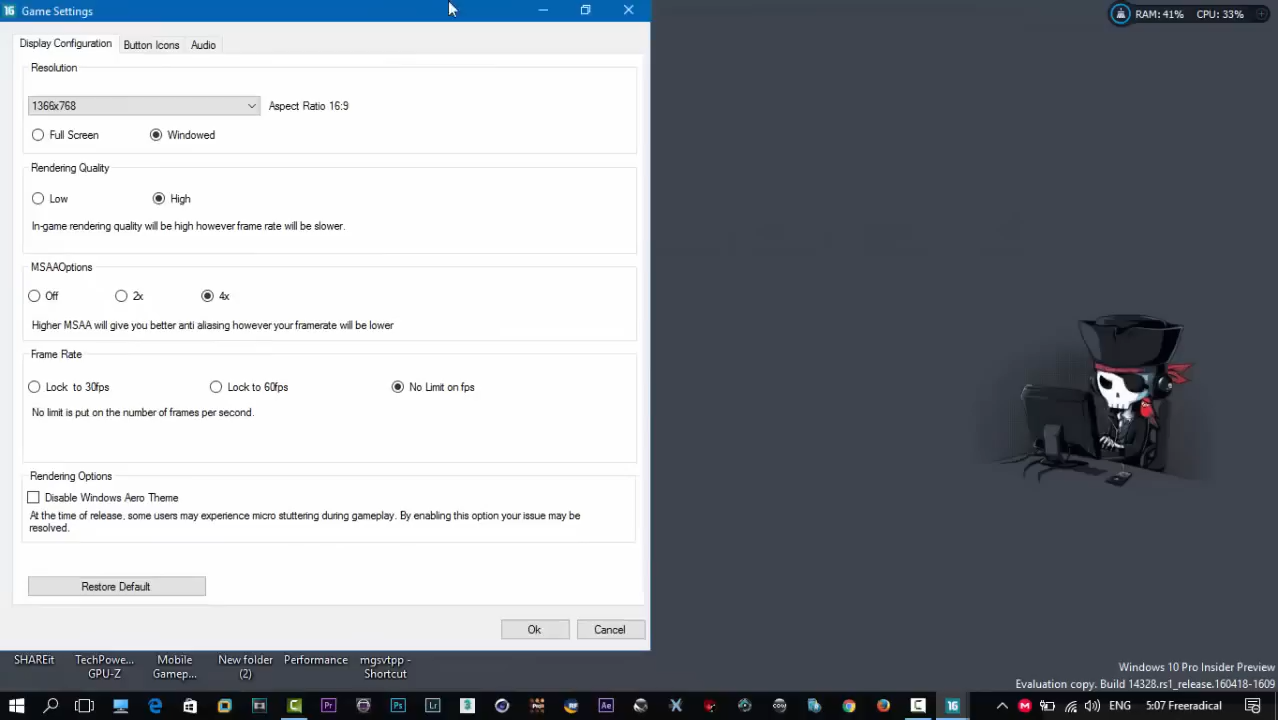 Game Settings
RAM: 41% CPU: 33%
Display Configuration Button Icons Audio
Resolution
1366x768 Aspect Ratio 16:9
Full Screen Windowed
Rendering Quality
Low High
In-game rendering quality will be high however frame rate will be slower.
MSAAOptions
Off 2x 4x
Higher MSAA will give you better anti aliasing however your framerate will be lower
Frame Rate
Lock to 30fps Lock to 60fps No Limit on fps
No limit is put on the number of frames per second.
Rendering Options
Disable Windows Aero Theme
At the time of release, some users may experience micro stuttering during gameplay. By enabling this option your issue may be
resolved.
Restore Default
Ok Cancel
SHAREit
TechPowe...
GPU-Z
Mobile
Gamep...
New folder
(2)
Performance
mgsvtpp -
Shortcut
Windows 10 Pro Insider Preview
Evaluation copy. Build 14328.rs1_release.160418-1609
Pr Ps Lr 3 Ae ENG 5:07 Freeradical